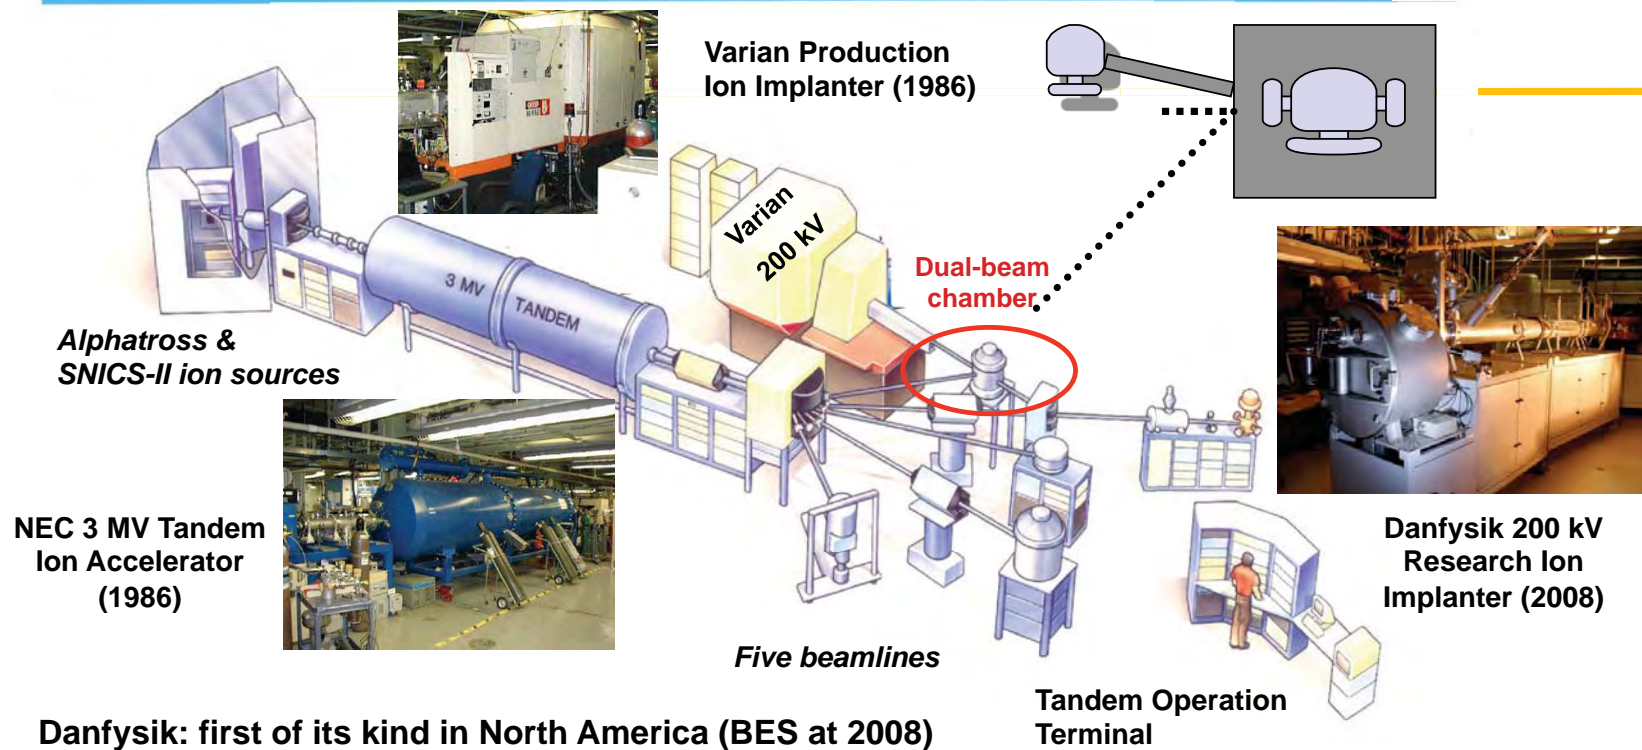 Varian Production
Ion Implanter (1986)
Varian
200 kV
Dual-beam
chamber
3 MV TANDEM
Alphatross &
SNICS-II ion sources
NEC 3 MV Tandem
Ion Accelerator
(1986)
Danfysik 200 kV
Research Ion
Implanter (2008)
Five beamlines
Tandem Operation
Terminal
Danfysik: first of its kind in North America (BES at 2008)